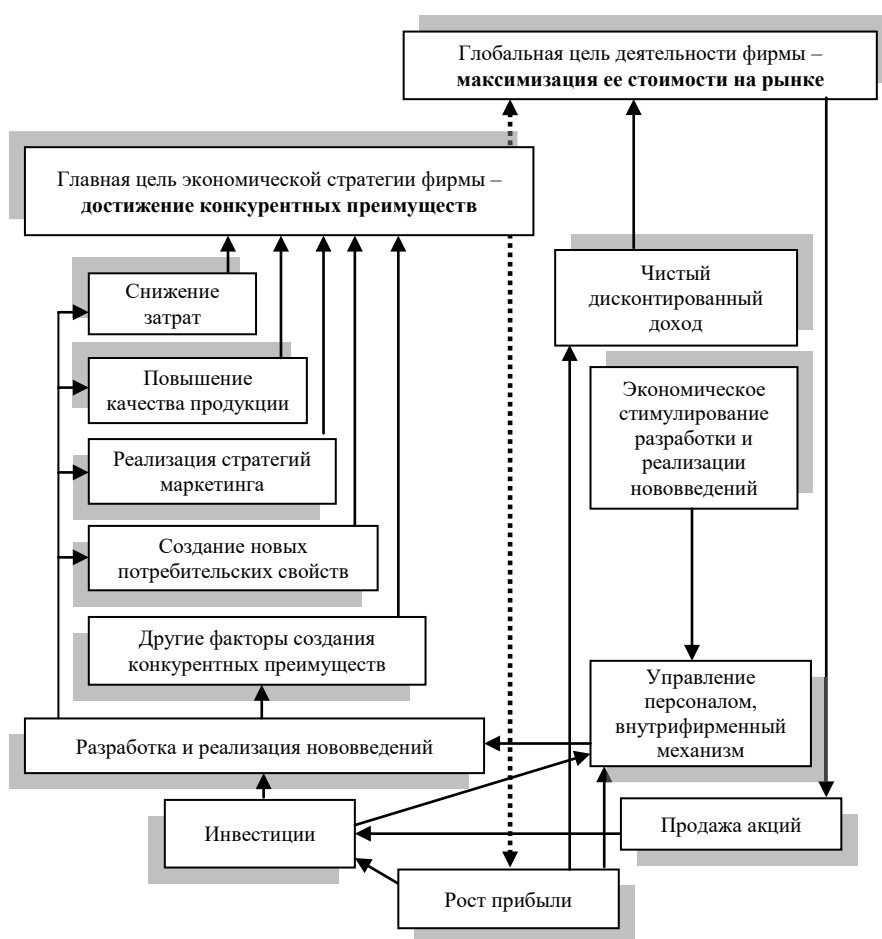 Глобальная цель деятельности фирмы –
максимизация ее стоимости на рынке
Главная цель экономической стратегии фирмы –
достижение конкурентных преимуществ
Снижение
затрат
Повышение
качества продукции
Реализация стратегий
маркетинга
Создание новых
потребительских свойств
Другие факторы создания
конкурентных преимуществ
Разработка и реализация нововведений
Инвестиции
Чистый
дисконтированный
доход
Экономическое
стимулирование
разработки и
реализации
нововведений
Управление
персоналом,
внутрифирменный
механизм
Продажа акций
Рост прибыли